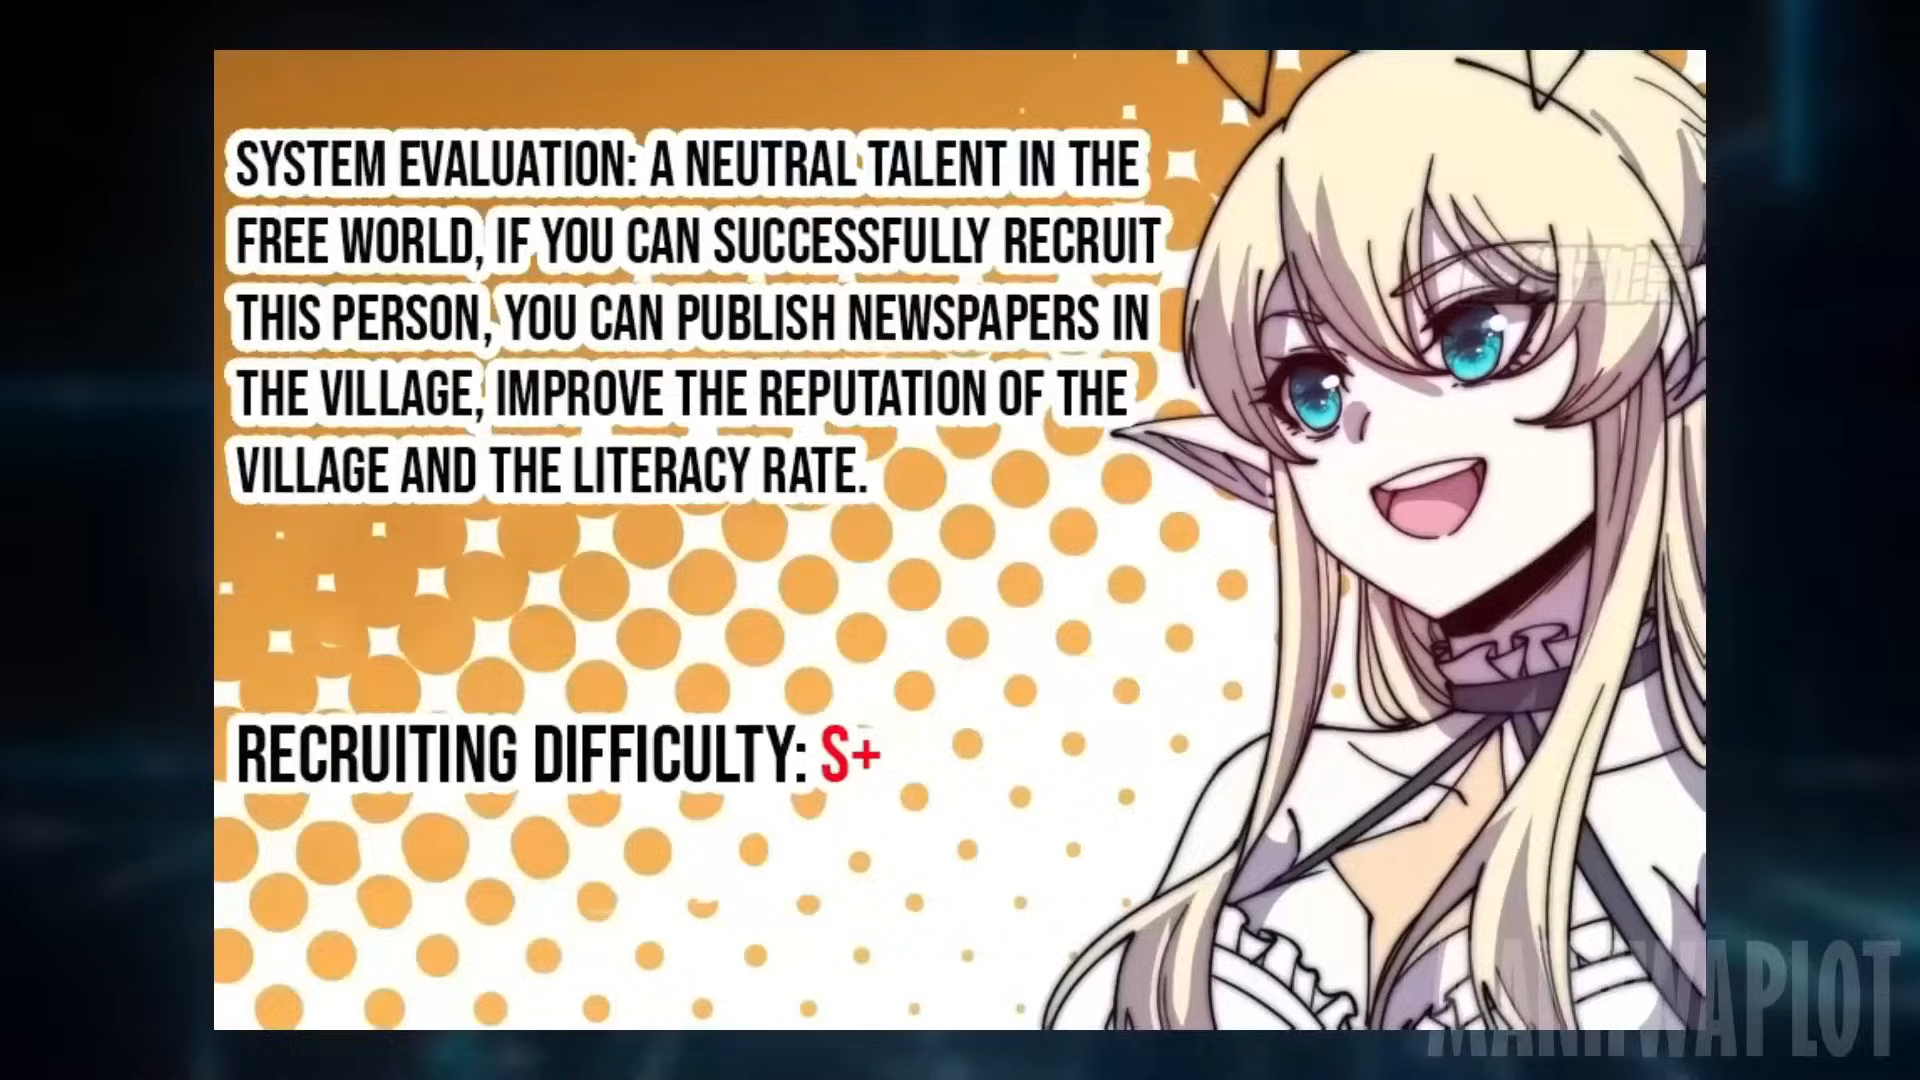 SYSTEM EVALUATION: A NEUTRAL TALENT IN THE
FREE WORLD, IF YOU CAN SUCCESSFULLY RECRUIT
THIS PERSON, YOU CAN PUBLISH NEWSPAPERS IN
THE VILLAGE, IMPROVE THE REPUTATION OF THE
VILLAGE AND THE LITERACY RATE.
RECRUITING DIFFICULTY: S+
MANHWAPLOT